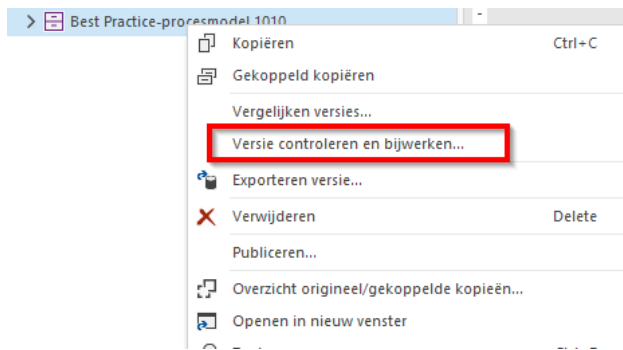 Best Practice-procesmodel 1010
Kopiëren Ctrl+C
Gekoppeld kopiëren
Vergelijken versies...
Versie controleren en bijwerken...
Exporteren versie...
Verwijderen Delete
Publiceren...
Overzicht origineel/gekoppelde kopieën...
Openen in nieuw venster